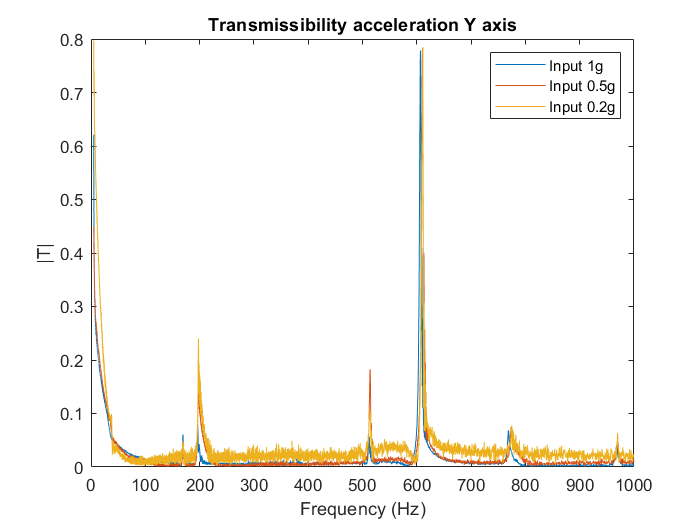 Transmissibility acceleration Y axis
|T|
0.8
0.7
0.6
0.5
0.4
0.3
0.2
0.1
0
Input 1g
Input 0.5g
Input 0.2g
0 100 200 300 400 500 600 700 800 900 1000
Frequency (Hz)